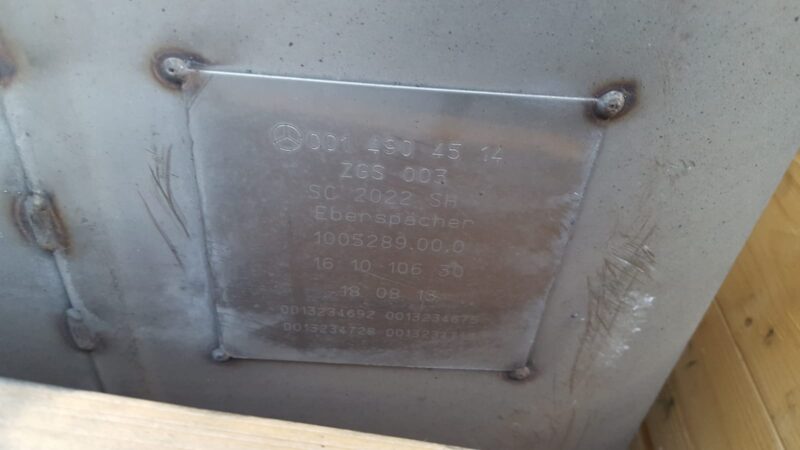 001 490 45 14
ZGS 003
SC 2022 SH
Eberspächer
1005289.00.0
16 10 106 30
18 08 13
0013234692 0013234675
0013234728